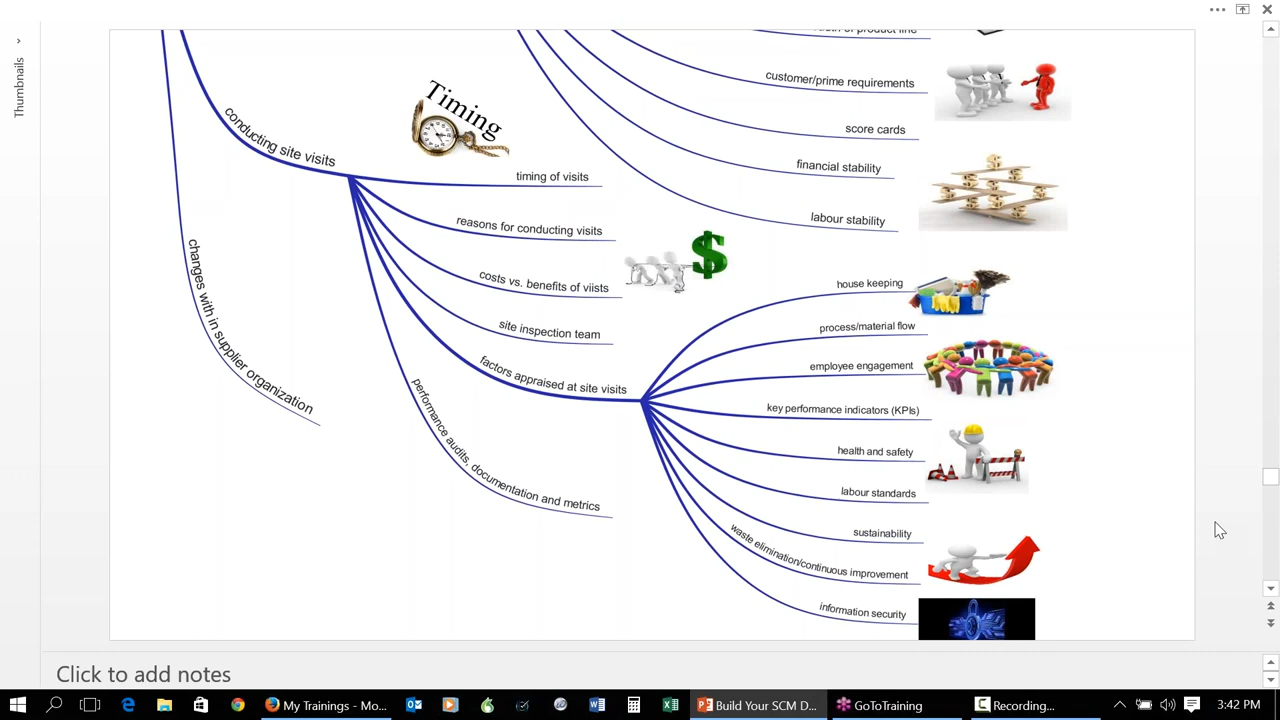 Thumbnails
of product line
customer/prime requirements
score cards
financial stability
labour stability
Timing
conducting site visits
timing of visits
reasons for conducting visits
costs vs. benefits of viists
site inspection team
factors appraised at site visits
performance audits, documentation and metrics
changes with in supplier organization
house keeping
process/material flow
employee engagement
key performance indicators (KPIs)
health and safety
labour standards
sustainability
waste elimination/continuous improvement
information security
Click to add notes
My Trainings - Mo...
Build Your SCM D...
GoToTraining
Recording...
3:42 PM